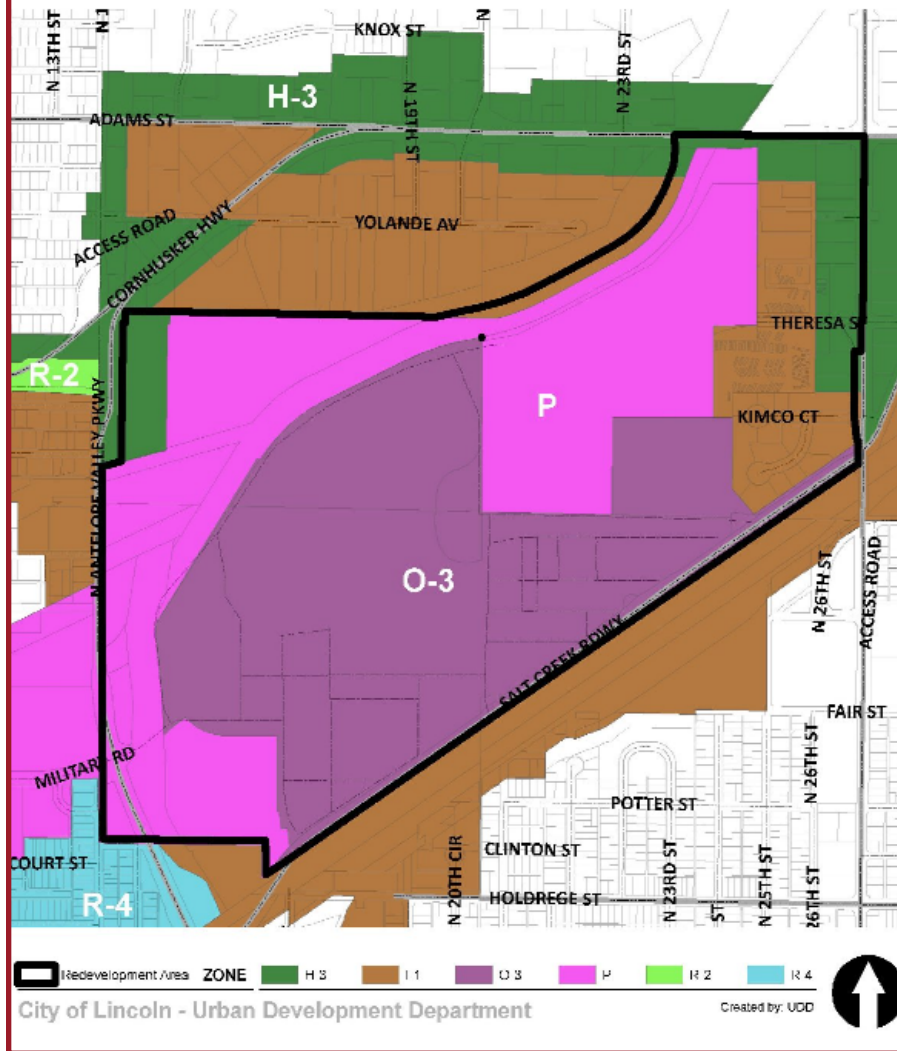 KNOX ST
N 13TH ST
N 1
N
N 19TH ST
N 23RD ST
H-3
ADAMS ST
YOLANDE AV
ACCESS ROAD
CORNHUSKER HWY
THERESA S
R-2
P
KIMCO CT
N ANTELOPE VALLEY PKWY
O-3
N 26TH ST
ACCESS ROAD
SALT CREEK RDWY
FAIR ST
MILITARY RD
N 26TH ST
POTTER ST
COURT ST
CLINTON ST
R-4
N 20TH CIR
HOLDREGE ST
N 23RD ST
ST
N 25TH ST
26TH ST
Redevelopment Area ZONE H 3 I 1 O 3 P R 2 R 4
City of Lincoln - Urban Development Department
Created by: UDD